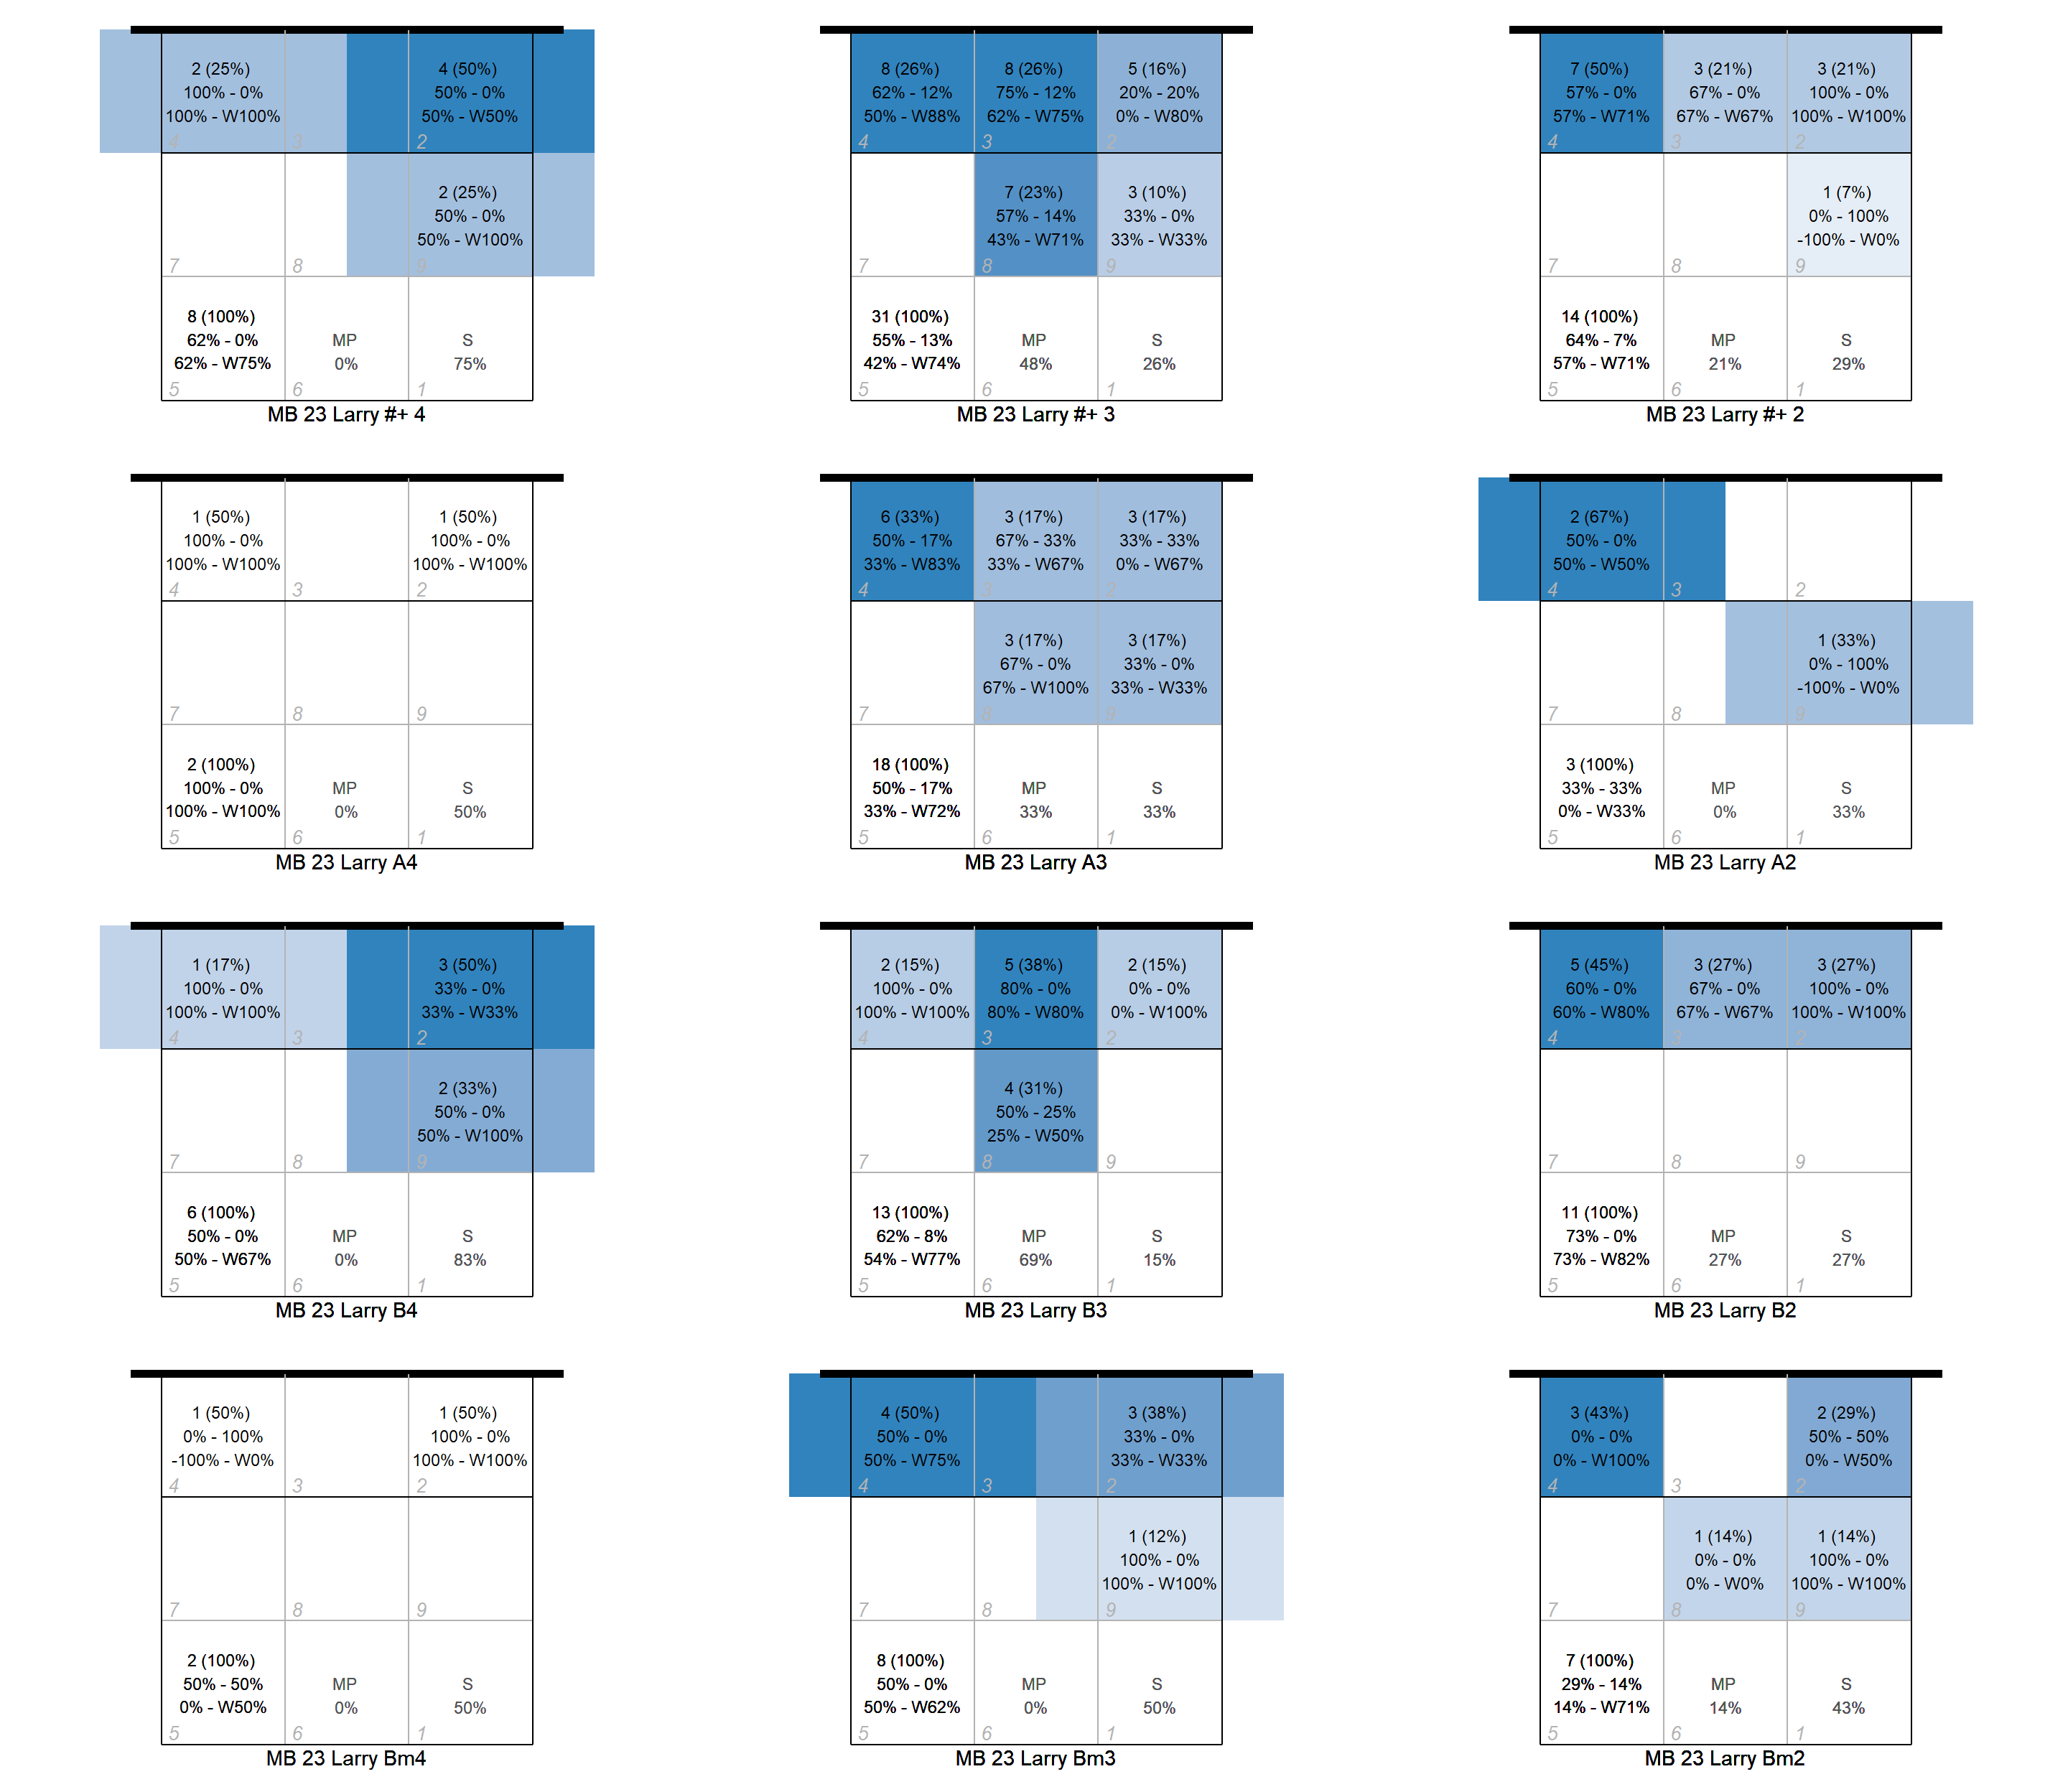 2 (25%)
100% - 0%
100% - W100%
4
3
4 (50%)
50% - 0%
50% - W50%
2
7
8
2 (25%)
50% - 0%
50% - W100%
9
8 (100%)
62% - 0%
62% - W75%
5
MP
0%
6
S
75%
1
MB 23 Larry #+ 4
8 (26%)
62% - 12%
50% - W88%
4
8 (26%)
75% - 12%
62% - W75%
3
5 (16%)
20% - 20%
0% - W80%
2
7
7 (23%)
57% - 14%
43% - W71%
8
3 (10%)
33% - 0%
33% - W33%
9
31 (100%)
55% - 13%
42% - W74%
5
MP
48%
6
S
26%
1
MB 23 Larry #+ 3
7 (50%)
57% - 0%
57% - W71%
4
3 (21%)
67% - 0%
67% - W67%
3
3 (21%)
100% - 0%
100% - W100%
2
7
8
1 (7%)
0% - 100%
-100% - W0%
9
14 (100%)
64% - 7%
57% - W71%
5
MP
21%
6
S
29%
1
MB 23 Larry #+ 2
1 (50%)
100% - 0%
100% - W100%
4
3
1 (50%)
100% - 0%
100% - W100%
2
7
8
9
2 (100%)
100% - 0%
100% - W100%
5
MP
0%
6
S
50%
1
MB 23 Larry A4
6 (33%)
50% - 17%
33% - W83%
4
3 (17%)
67% - 33%
33% - W67%
3
3 (17%)
33% - 33%
0% - W67%
2
7
3 (17%)
67% - 0%
67% - W100%
8
3 (17%)
33% - 0%
33% - W33%
9
18 (100%)
50% - 17%
33% - W72%
5
MP
33%
6
S
33%
1
MB 23 Larry A3
2 (67%)
50% - 0%
50% - W50%
4
3
2
7
8
1 (33%)
0% - 100%
-100% - W0%
9
3 (100%)
33% - 33%
0% - W33%
5
MP
0%
6
S
33%
1
MB 23 Larry A2
1 (17%)
100% - 0%
100% - W100%
4
3
3 (50%)
33% - 0%
33% - W33%
2
7
8
2 (33%)
50% - 0%
50% - W100%
9
6 (100%)
50% - 0%
50% - W67%
5
MP
0%
6
S
83%
1
MB 23 Larry B4
2 (15%)
100% - 0%
100% - W100%
4
5 (38%)
80% - 0%
80% - W80%
3
2 (15%)
0% - 0%
0% - W100%
2
7
4 (31%)
50% - 25%
25% - W50%
8
9
13 (100%)
62% - 8%
54% - W77%
5
MP
69%
6
S
15%
1
MB 23 Larry B3
5 (45%)
60% - 0%
60% - W80%
4
3 (27%)
67% - 0%
67% - W67%
3
3 (27%)
100% - 0%
100% - W100%
2
7
8
9
11 (100%)
73% - 0%
73% - W82%
5
MP
27%
6
S
27%
1
MB 23 Larry B2
1 (50%)
0% - 100%
-100% - W0%
4
3
1 (50%)
100% - 0%
100% - W100%
2
7
8
9
2 (100%)
50% - 50%
0% - W50%
5
MP
0%
6
S
50%
1
MB 23 Larry Bm4
4 (50%)
50% - 0%
50% - W75%
4
3
3 (38%)
33% - 0%
33% - W33%
2
7
8
1 (12%)
100% - 0%
100% - W100%
9
8 (100%)
50% - 0%
50% - W62%
5
MP
0%
6
S
50%
1
MB 23 Larry Bm3
3 (43%)
0% - 0%
0% - W100%
4
3
2 (29%)
50% - 50%
0% - W50%
2
7
1 (14%)
0% - 0%
0% - W0%
8
1 (14%)
100% - 0%
100% - W100%
9
7 (100%)
29% - 14%
14% - W71%
5
MP
14%
6
S
43%
1
MB 23 Larry Bm2